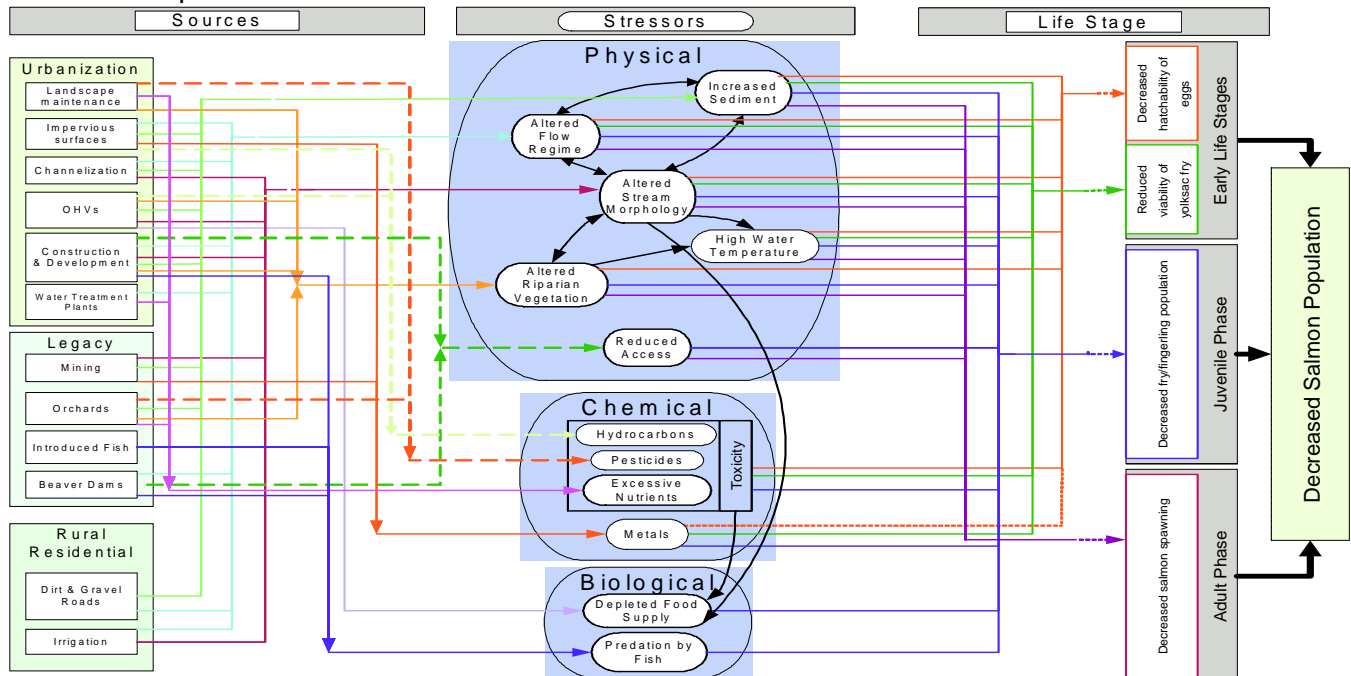 Sources
Stressors
Life Stage
Urbanization
Landscape
maintenance
Impervious
surfaces
Channelization
OHVs
Construction
& Development
Water Treatment
Plants
Legacy
Mining
Orchards
Introduced Fish
Beaver Dams
Rural
Residential
Dirt & Gravel
Roads
Irrigation
Physical
Increased
Sediment
Altered
Flow
Regime
Altered
Stream
Morphology
High Water
Temperature
Altered
Riparian
Vegetation
Reduced
Access
Chemical
Hydrocarbons
Pesticides
Excessive
Nutrients
Toxicity
Metals
Biological
Depleted Food
Supply
Predation by
Fish
Decreased
hatchability of
eggs
Reduced
viability of
yolksac fry
Early Life Stages
Decreased fry/fingerling population
Juvenile Phase
Decreased salmon spawning
Adult Phase
Decreased Salmon Population